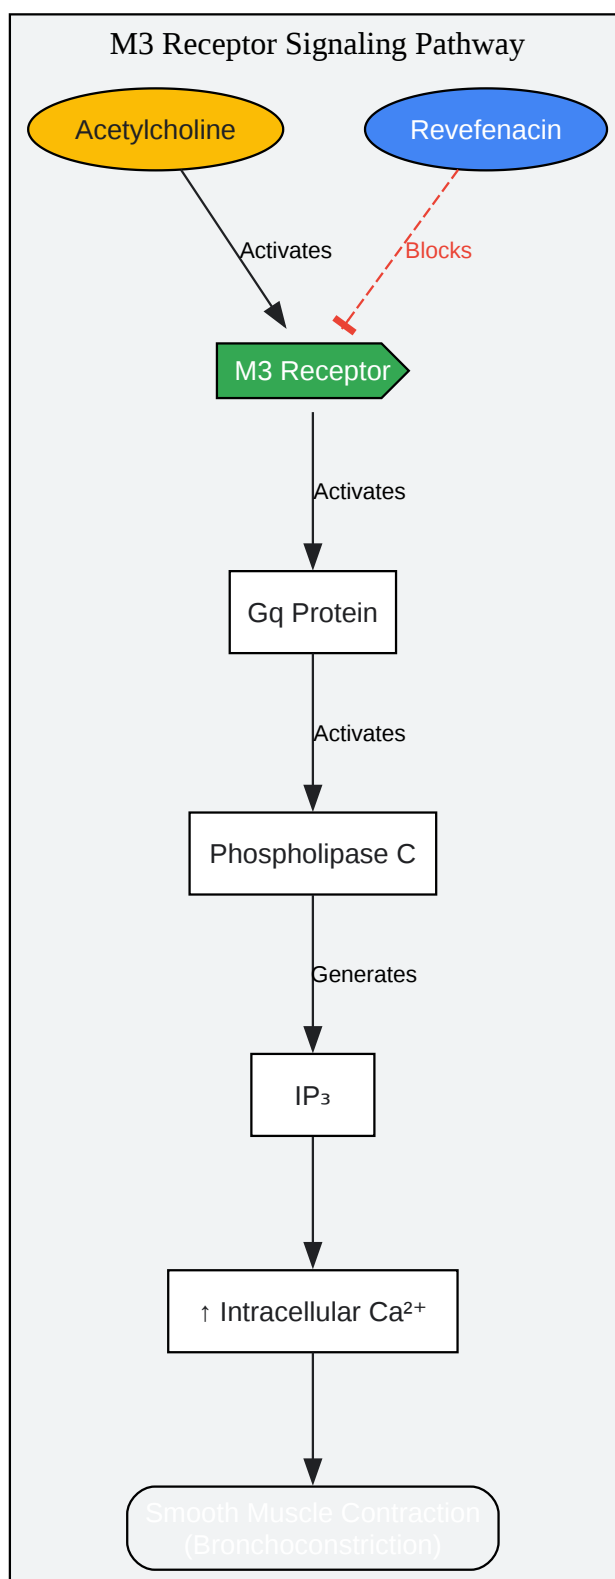 M3 Receptor Signaling Pathway
Acetylcholine
Revefenacin
Activates
Blocks
M3 Receptor
Activates
Gq Protein
Activates
Phospholipase C
Generates
IP₃
↑ Intracellular Ca²⁺
Smooth Muscle Contraction
(Bronchoconstriction)